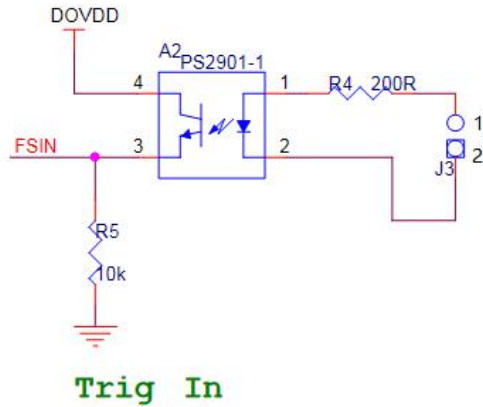 DOVDD
A2 PS2901-1
4 1 R4 200R
1
FSIN 3 2 2
J3
R5
10k
Trig In